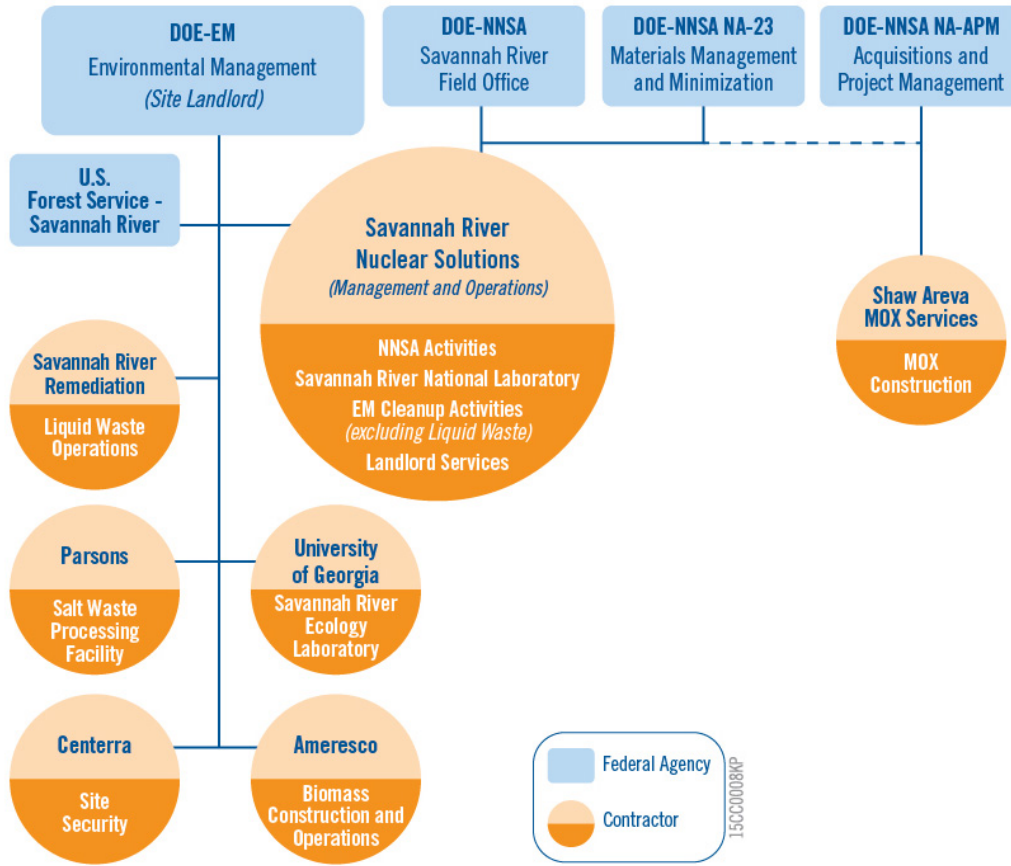 DOE-EM
Environmental Management
(Site Landlord)
DOE-NNSA
Savannah River
Field Office
DOE-NNSA NA-23
Materials Management
and Minimization
DOE-NNSA NA-APM
Acquisitions and
Project Management
U.S.
Forest Service -
Savannah River
Savannah River
Nuclear Solutions
(Management and Operations)
NNSA Activities
Savannah River National Laboratory
EM Cleanup Activities
(excluding Liquid Waste)
Landlord Services
Shaw Areva
MOX Services
MOX
Construction
Savannah River
Remediation
Liquid Waste
Operations
Parsons
Salt Waste
Processing
Facility
University
of Georgia
Savannah River
Ecology
Laboratory
Centerra
Site
Security
Ameresco
Biomass
Construction and
Operations
Federal Agency
Contractor
15CC0008KP